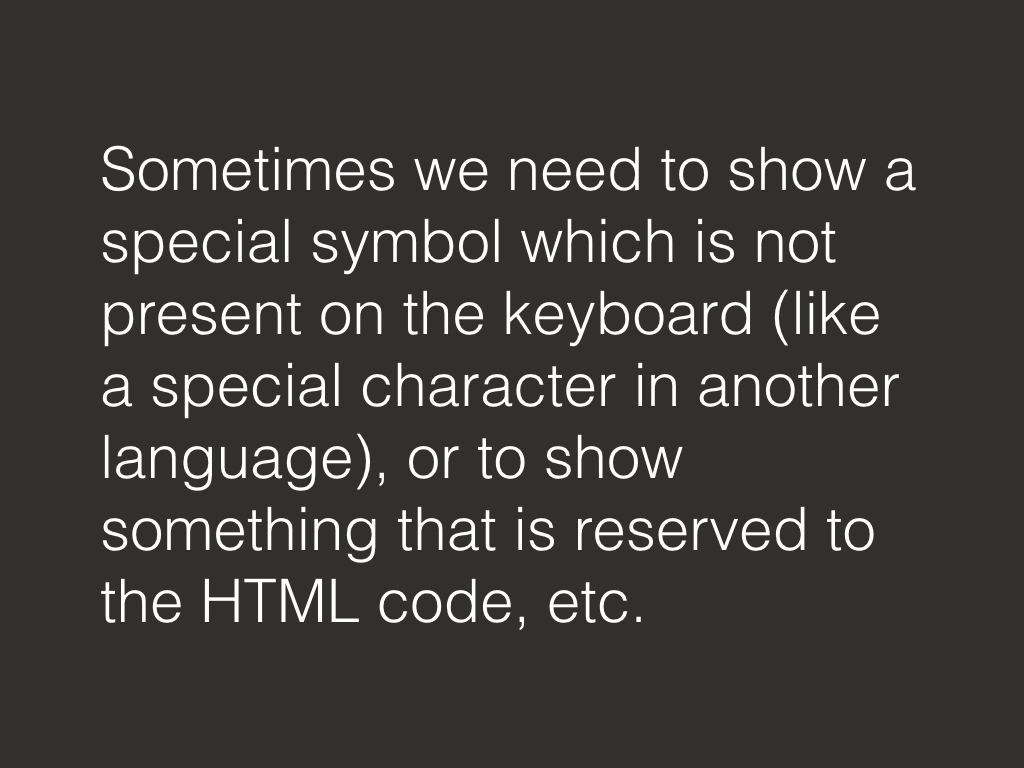 Sometimes we need to show a
special symbol which is not
present on the keyboard (like
a special character in another
language), or to show
something that is reserved to
the HTML code, etc.